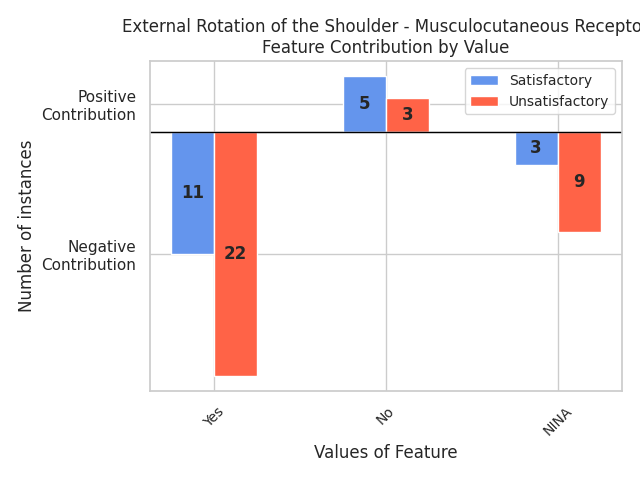 External Rotation of the Shoulder - Musculocutaneous Recepto
Feature Contribution by Value
Satisfactory
Unsatisfactory
Positive
Contribution
Negative
Contribution
Number of instances
5
3
11
22
3
9
Yes
No
NINA
Values of Feature